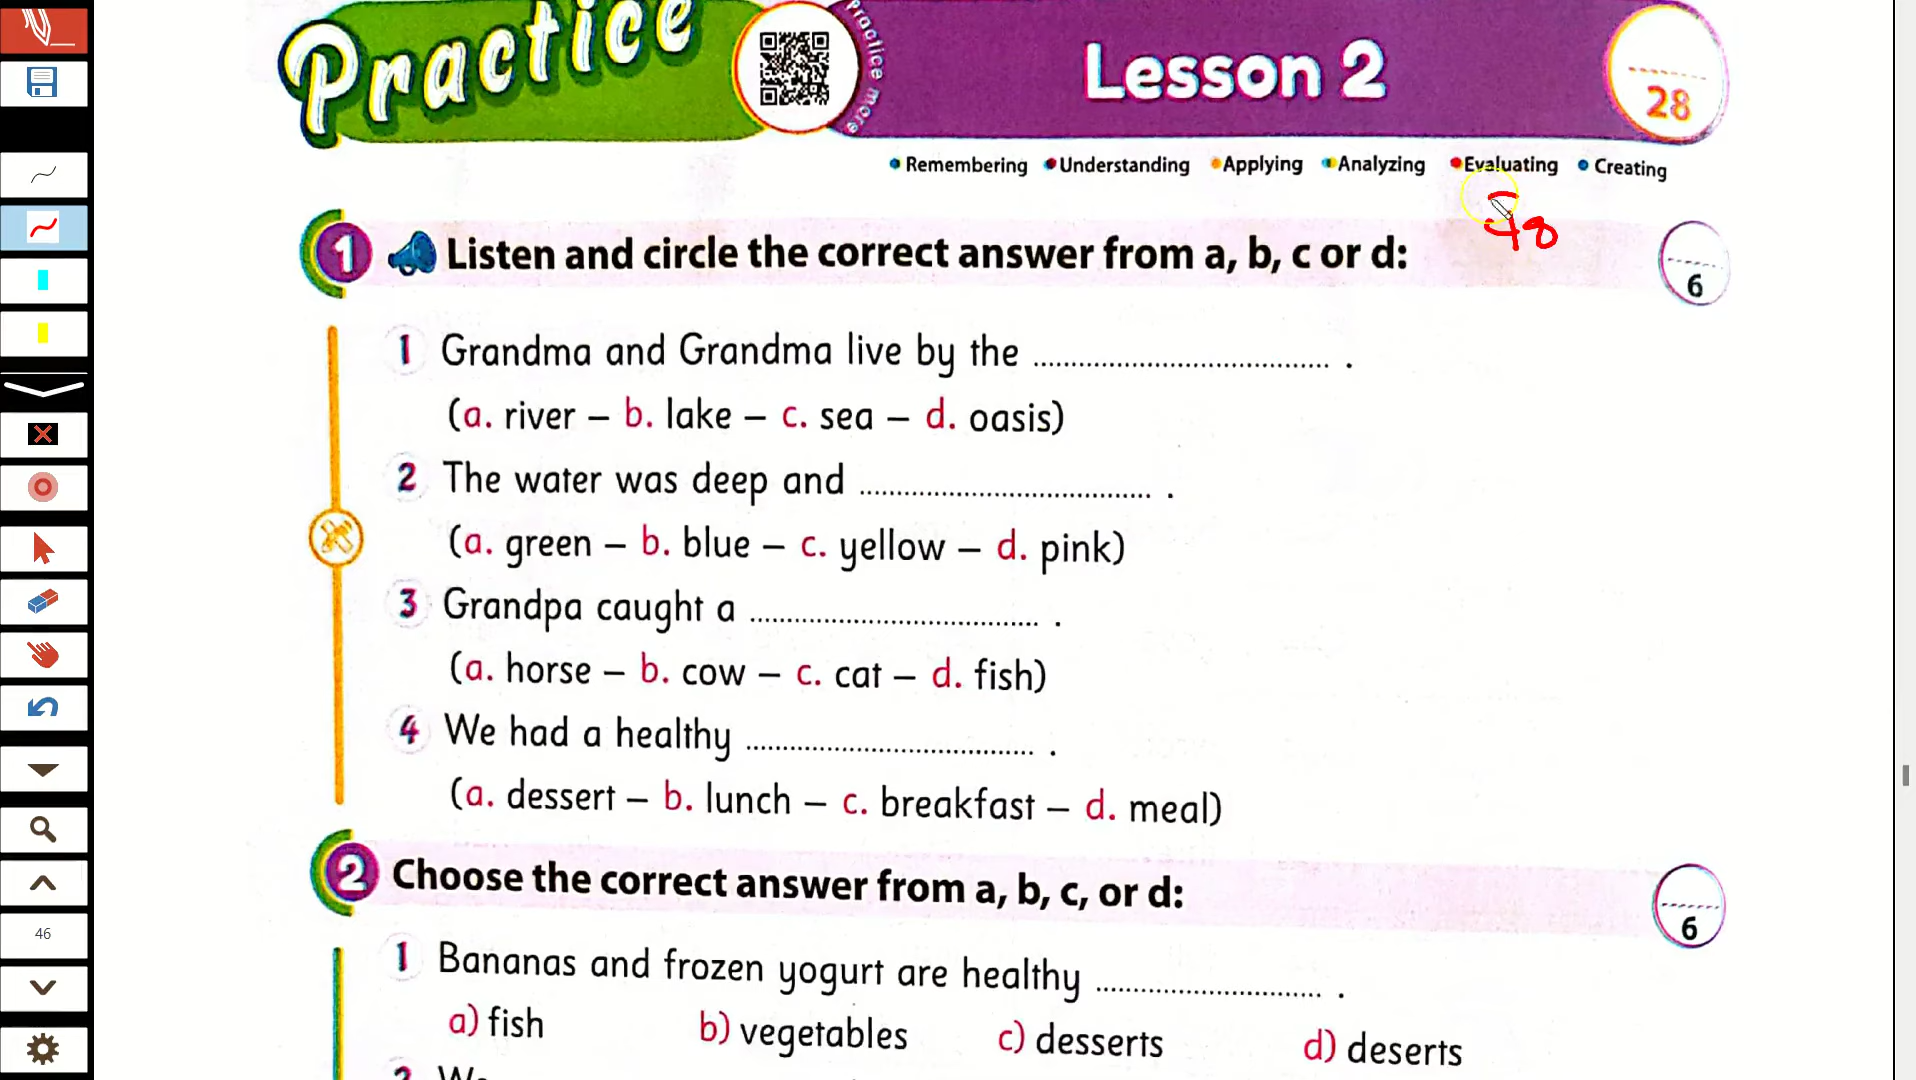 Practice
Practice more
Lesson 2
28
Remembering Understanding Applying Analyzing Evaluating Creating
58
1 Listen and circle the correct answer from a, b, c or d:
6
1 Grandma and Grandma live by the ........................................ .
(a. river – b. lake – c. sea – d. oasis)
2 The water was deep and ........................................ .
(a. green – b. blue – c. yellow – d. pink)
3 Grandpa caught a ........................................ .
(a. horse – b. cow – c. cat – d. fish)
4 We had a healthy ........................................ .
(a. dessert – b. lunch – c. breakfast – d. meal)
2 Choose the correct answer from a, b, c, or d:
6
1 Bananas and frozen yogurt are healthy ............................... .
a) fish b) vegetables c) desserts d) deserts
46